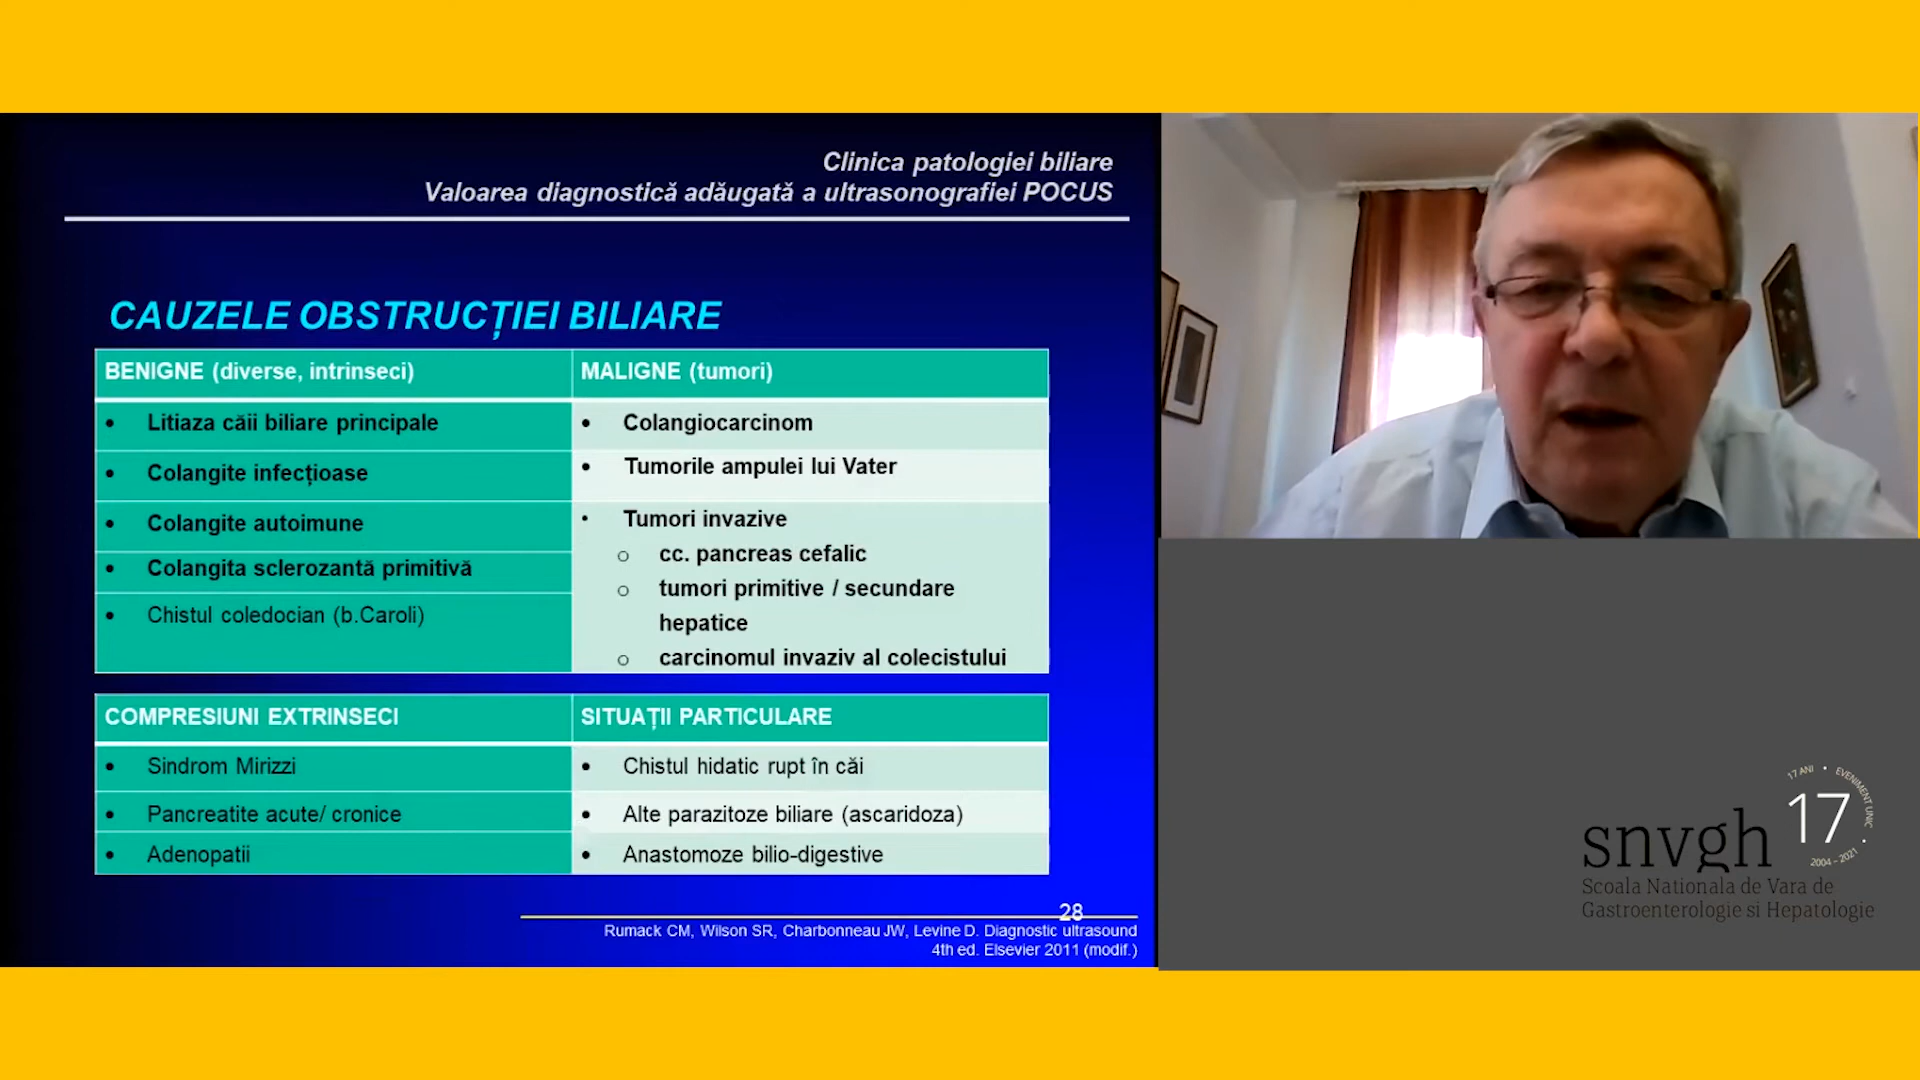 Clinica patologiei biliare
Valoarea diagnostică adăugată a ultrasonografiei POCUS
CAUZELE OBSTRUCȚIEI BILIARE
BENIGNE (diverse, intrinseci)
MALIGNE (tumori)
• Litiaza căii biliare principale
• Colangiocarcinom
• Colangite infecțioase
• Tumorile ampulei lui Vater
• Colangite autoimune
• Colangita sclerozantă primitivă
• Chistul coledocian (b.Caroli)
• Tumori invazive
o cc. pancreas cefalic
o tumori primitive / secundare
hepatice
o carcinomul invaziv al colecistului
COMPRESIUNI EXTRINSECI
SITUAȚII PARTICULARE
• Sindrom Mirizzi
• Chistul hidatic rupt în căi
• Pancreatite acute/ cronice
• Alte parazitoze biliare (ascaridoza)
• Adenopatii
• Anastomoze bilio-digestive
28
Rumack CM, Wilson SR, Charbonneau JW, Levine D. Diagnostic ultrasound
4th ed. Elsevier 2011 (modif.)
17 ANI • EVENIMENT UNIC •
17
2004 - 2021
snvgh
Scoala Nationala de Vara de
Gastroenterologie si Hepatologie